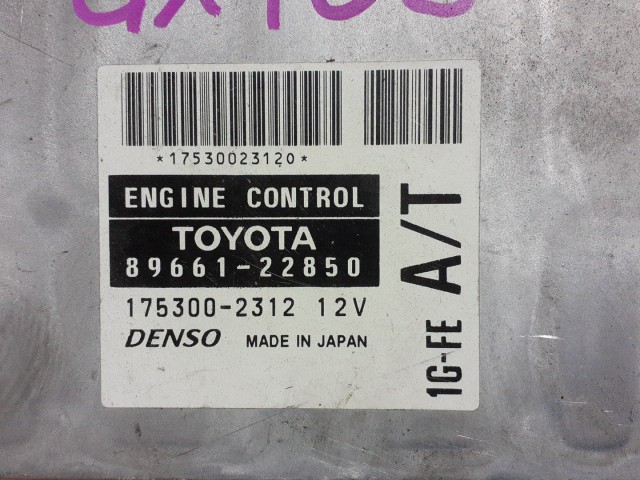 *17530023120*
ENGINE CONTROL
TOYOTA
89661-22850
175300-2312 12V
DENSO MADE IN JAPAN
1G-FE A/T